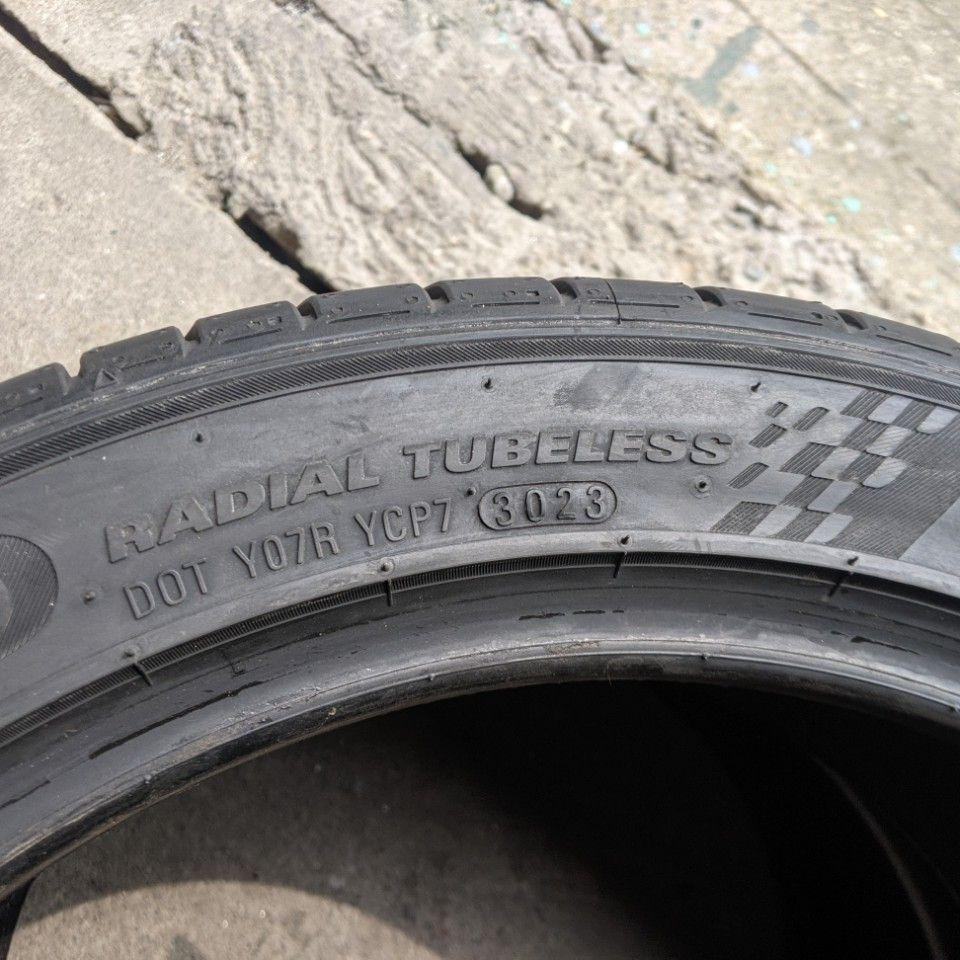 RADIAL TUBELESS
DOT Y07R YCP7 3023